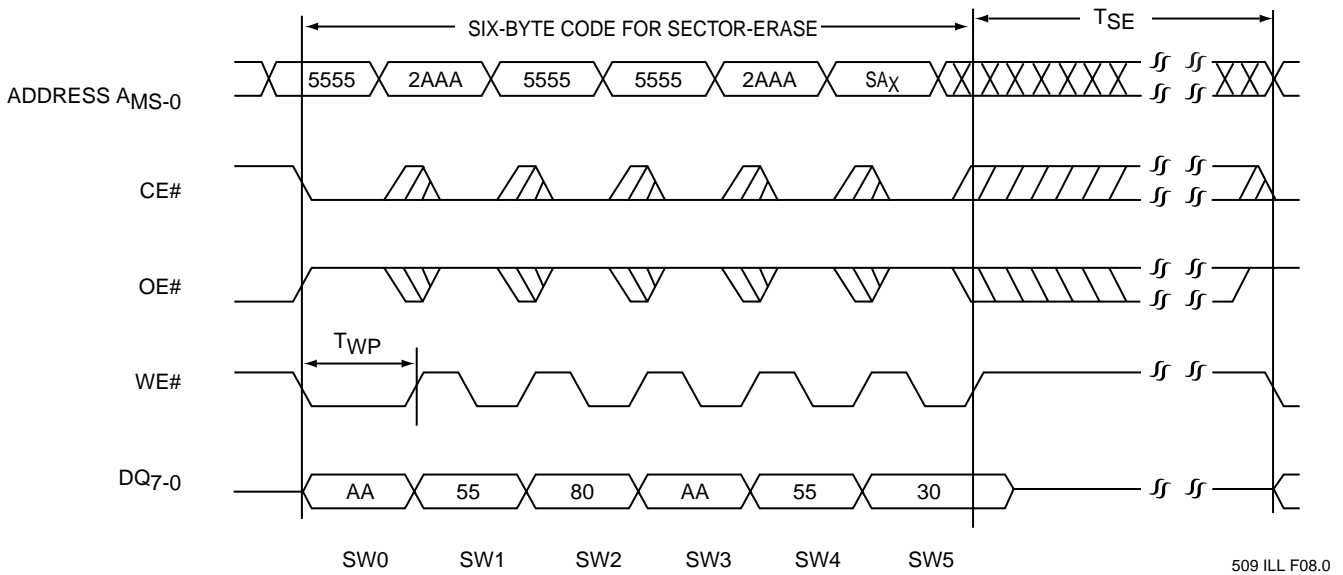 SIX-BYTE CODE FOR SECTOR-ERASE
TSE
ADDRESS AMS-0
5555 2AAA 5555 5555 2AAA SAX
CE#
OE#
TWP
WE#
DQ7-0
AA 55 80 AA 55 30
SW0 SW1 SW2 SW3 SW4 SW5
509 ILL F08.0